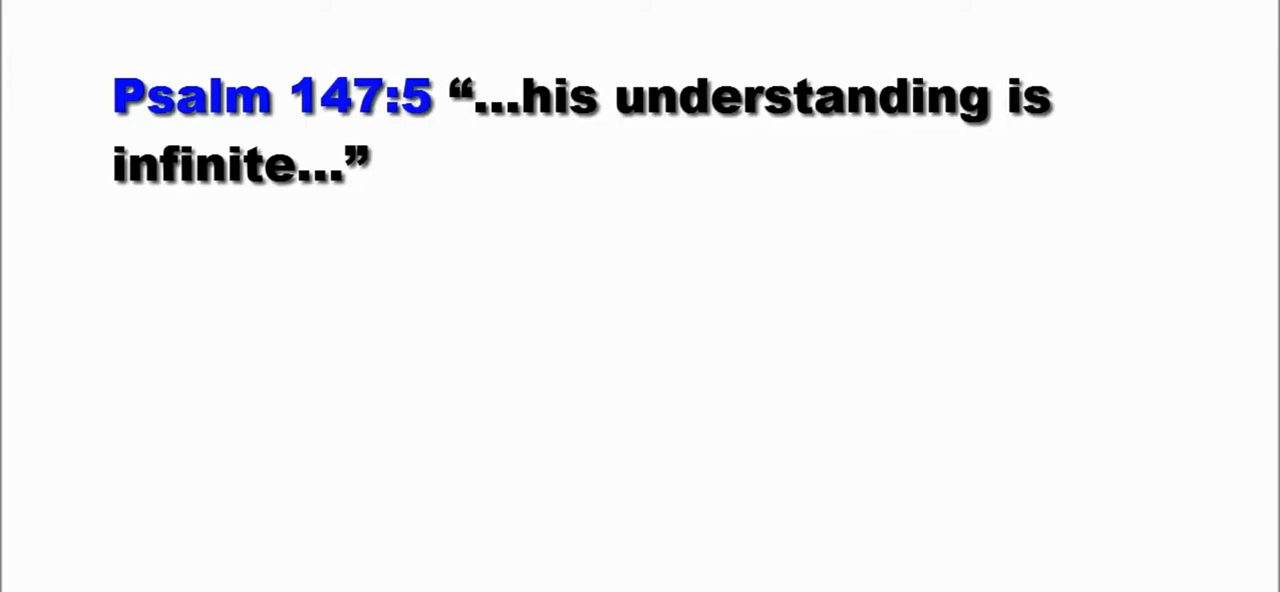 Psalm 147:5 “...his understanding is
infinite...”